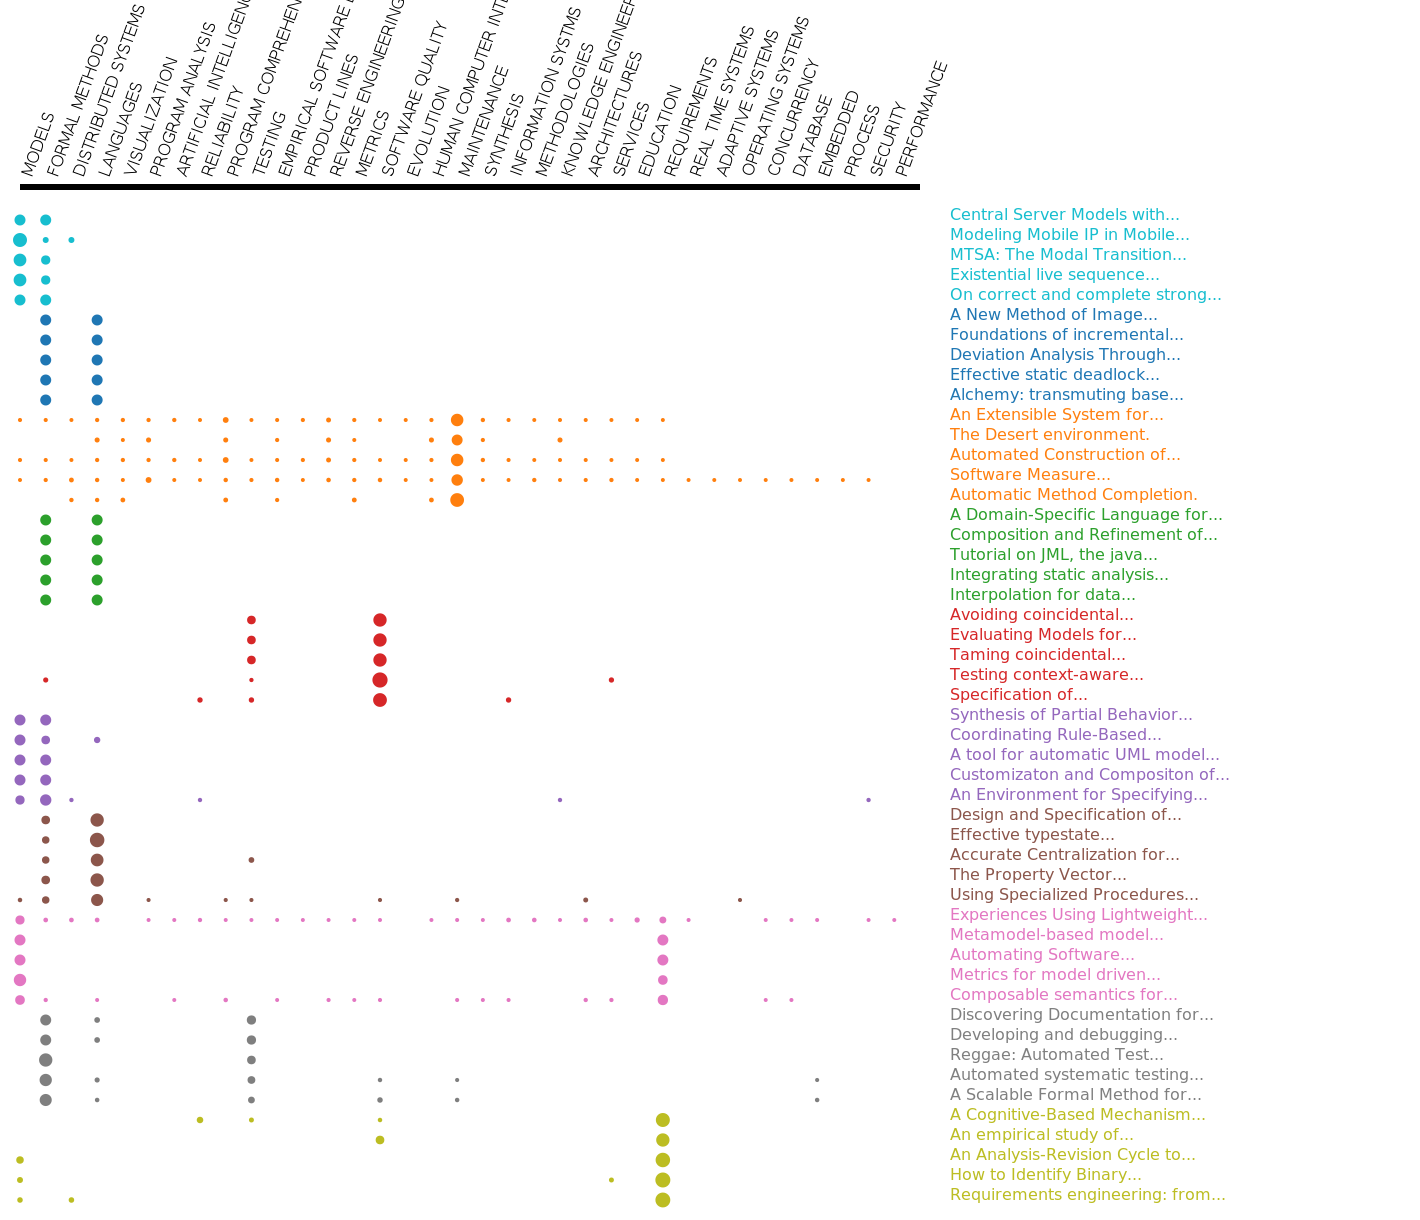 MODELS
FORMAL METHODS
DISTRIBUTED SYSTEMS
LANGUAGES
VISUALIZATION
PROGRAM ANALYSIS
ARTIFICIAL INTELLIGENC
RELIABILITY
PROGRAM COMPREHEN
TESTING
EMPIRICAL SOFTWARE
PRODUCT LINES
REVERSE ENGINEERING
METRICS
SOFTWARE QUALITY
EVOLUTION
HUMAN COMPUTER INTE
MAINTENANCE
SYNTHESIS
INFORMATION SYSTMS
METHODOLOGIES
KNOWLEDGE ENGINEER
ARCHITECTURES
SERVICES
EDUCATION
REQUIREMENTS
REAL TIME SYSTEMS
ADAPTIVE SYSTEMS
OPERATING SYSTEMS
CONCURRENCY
DATABASE
EMBEDDED
PROCESS
SECURITY
PERFORMANCE
Central Server Models with...
Modeling Mobile IP in Mobile...
MTSA: The Modal Transition...
Existential live sequence...
On correct and complete strong...
A New Method of Image...
Foundations of incremental...
Deviation Analysis Through...
Effective static deadlock...
Alchemy: transmuting base...
An Extensible System for...
The Desert environment.
Automated Construction of...
Software Measure...
Automatic Method Completion.
A Domain-Specific Language for...
Composition and Refinement of...
Tutorial on JML, the java...
Integrating static analysis...
Interpolation for data...
Avoiding coincidental...
Evaluating Models for...
Taming coincidental...
Testing context-aware...
Specification of...
Synthesis of Partial Behavior...
Coordinating Rule-Based...
A tool for automatic UML model...
Customizaton and Compositon of...
An Environment for Specifying...
Design and Specification of...
Effective typestate...
Accurate Centralization for...
The Property Vector...
Using Specialized Procedures...
Experiences Using Lightweight...
Metamodel-based model...
Automating Software...
Metrics for model driven...
Composable semantics for...
Discovering Documentation for...
Developing and debugging...
Reggae: Automated Test...
Automated systematic testing...
A Scalable Formal Method for...
A Cognitive-Based Mechanism...
An empirical study of...
An Analysis-Revision Cycle to...
How to Identify Binary...
Requirements engineering: from...